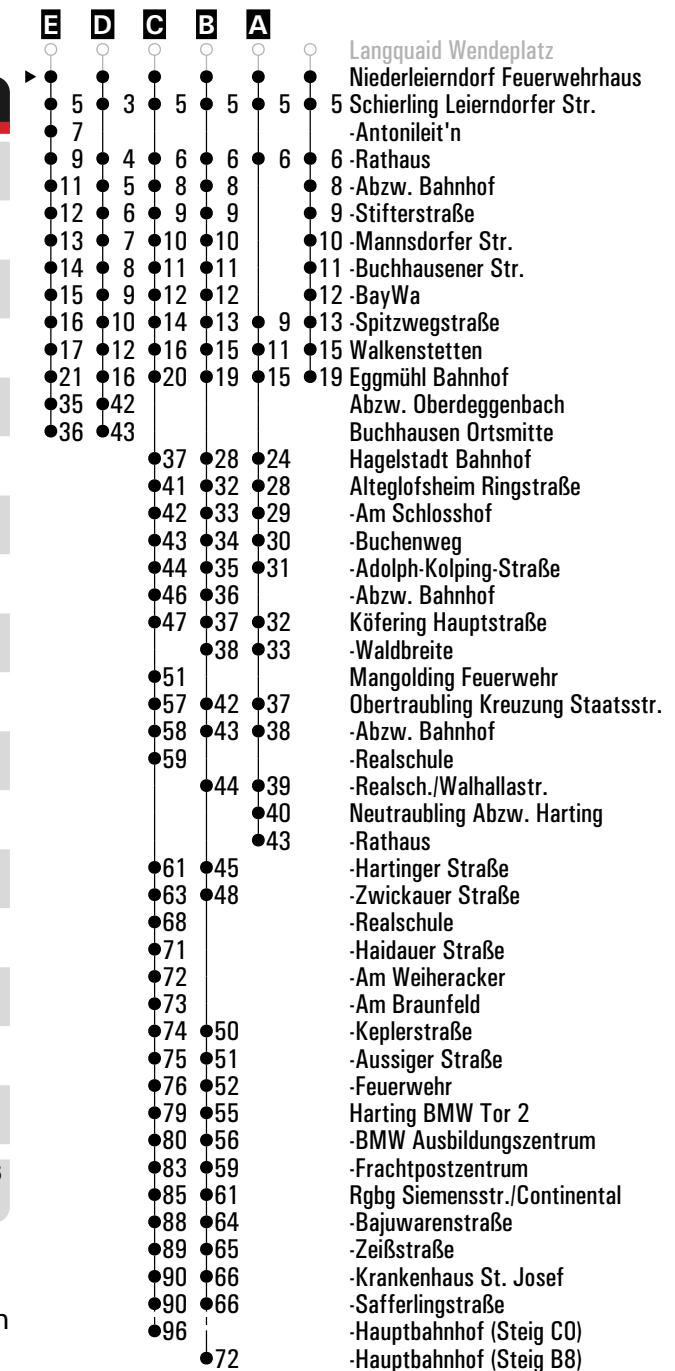 E D C B A
Langquaid Wendeplatz
Niederleierndorf Feuerwehrhaus
5 3 5 5 5 5 Schierling Leierndorfer Str.
7 -Antonileit'n
9 4 6 6 6 6 -Rathaus
11 5 8 8 8 -Abzw. Bahnhof
12 6 9 9 9 -Stifterstraße
13 7 10 10 10 -Mannsdorfer Str.
14 8 11 11 11 -Buchhausener Str.
15 9 12 12 12 -BayWa
16 10 14 13 9 13 -Spitzwegstraße
17 12 16 15 11 15 Walkenstetten
21 16 20 19 15 19 Eggmühl Bahnhof
35 42 Abzw. Oberdeggenbach
36 43 Buchhausen Ortsmitte
37 28 24 Hagelstadt Bahnhof
41 32 28 Alteglofsheim Ringstraße
42 33 29 -Am Schlosshof
43 34 30 -Buchenweg
44 35 31 -Adolph-Kolping-Straße
46 36 -Abzw. Bahnhof
47 37 32 Köfering Hauptstraße
38 33 -Waldbreite
51 Mangolding Feuerwehr
57 42 37 Obertraubling Kreuzung Staatsstr.
58 43 38 -Abzw. Bahnhof
59 -Realschule
44 39 -Realsch./Walhallastr.
40 Neutraubling Abzw. Harting
43 -Rathaus
61 45 -Hartinger Straße
63 48 -Zwickauer Straße
68 -Realschule
71 -Haidauer Straße
72 -Am Weiheracker
73 -Am Braunfeld
74 50 -Keplerstraße
75 51 -Aussiger Straße
76 52 -Feuerwehr
79 55 Harting BMW Tor 2
80 56 -BMW Ausbildungszentrum
83 59 -Frachtpostzentrum
85 61 Rgbg Siemensstr./Continental
88 64 -Bajuwarenstraße
89 65 -Zeißstraße
90 66 -Krankenhaus St. Josef
90 66 -Safferlingstraße
96 -Hauptbahnhof (Steig C0)
72 -Hauptbahnhof (Steig B8)